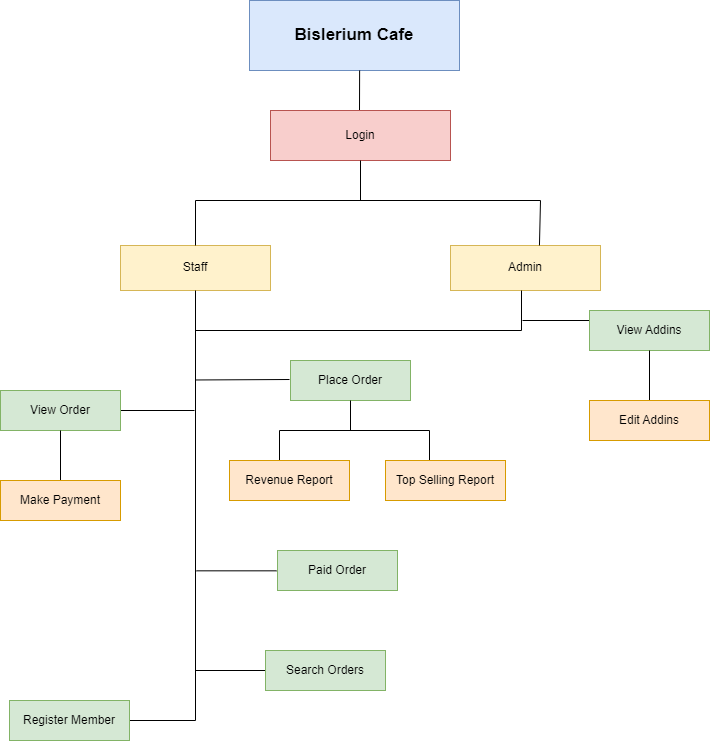 Bislerium Cafe
Login
Staff
Admin
View Addins
Place Order
View Order
Edit Addins
Revenue Report
Top Selling Report
Make Payment
Paid Order
Search Orders
Register Member